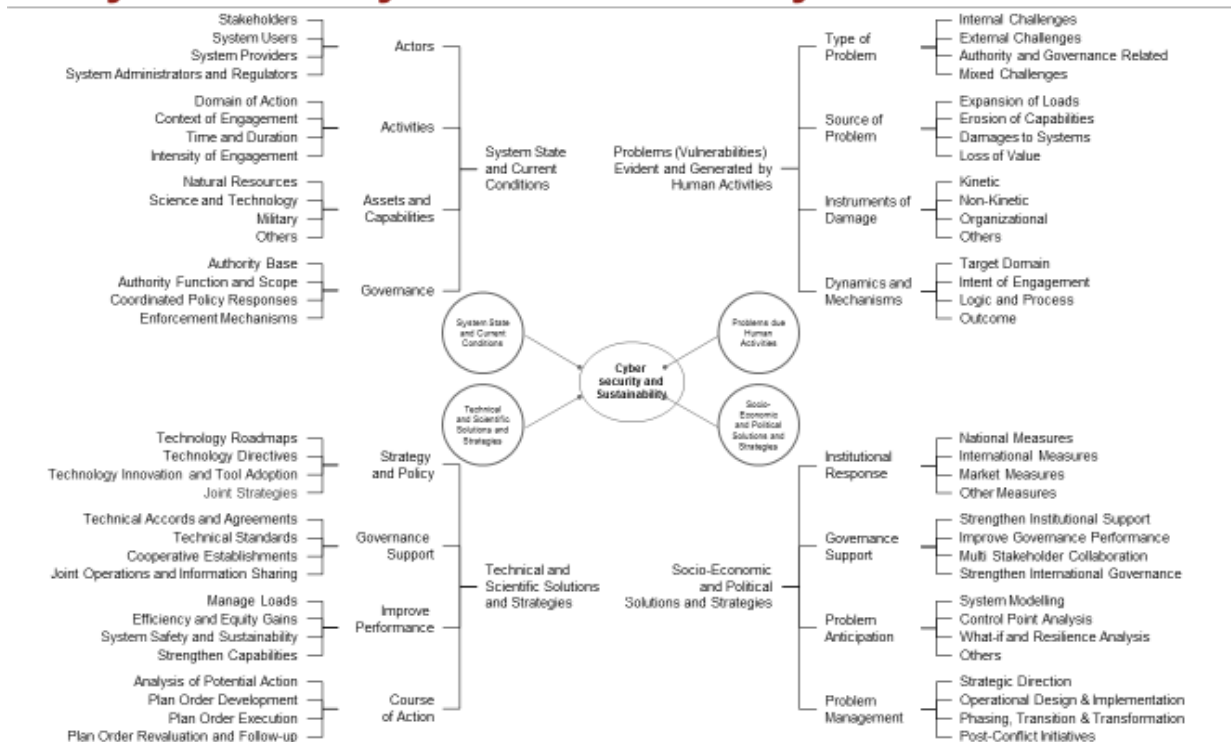 Stakeholders
System Users
System Providers
System Administrators and Regulators
Actors
Domain of Action
Context of Engagement
Time and Duration
Intensity of Engagement
Activities
Natural Resources
Science and Technology
Military
Others
Assets and
Capabilities
Authority Base
Authority Function and Scope
Coordinated Policy Responses
Enforcement Mechanisms
Governance
System State
and Current
Conditions
Problems (Vulnerabilities)
Evident and Generated by
Human Activities
Type of
Problem
Internal Challenges
External Challenges
Authority and Governance Related
Mixed Challenges
Source of
Problem
Expansion of Loads
Erosion of Capabilities
Damages to Systems
Loss of Value
Instruments of
Damage
Kinetic
Non-Kinetic
Organizational
Others
Dynamics and
Mechanisms
Target Domain
Intent of Engagement
Logic and Process
Outcome
System State
and Current
Conditions
Problems due
Human
Activities
Cyber
security and
Sustainability
Technical
and Scientific
Solutions and
Strategies
Socio-
Economic
and Political
Solutions and
Strategies
Technology Roadmaps
Technology Directives
Technology Innovation and Tool Adoption
Joint Strategies
Strategy
and Policy
Technical Accords and Agreements
Technical Standards
Cooperative Establishments
Joint Operations and Information Sharing
Governance
Support
Manage Loads
Efficiency and Equity Gains
System Safety and Sustainability
Strengthen Capabilities
Improve
Performance
Analysis of Potential Action
Plan Order Development
Plan Order Execution
Plan Order Revaluation and Follow-up
Course
of Action
Technical and
Scientific Solutions
and Strategies
Socio-Economic
and Political
Solutions and Strategies
Institutional
Response
National Measures
International Measures
Market Measures
Other Measures
Governance
Support
Strengthen Institutional Support
Improve Governance Performance
Multi Stakeholder Collaboration
Strengthen International Governance
Problem
Anticipation
System Modelling
Control Point Analysis
What-if and Resilience Analysis
Others
Problem
Management
Strategic Direction
Operational Design & Implementation
Phasing, Transition & Transformation
Post-Conflict Initiatives